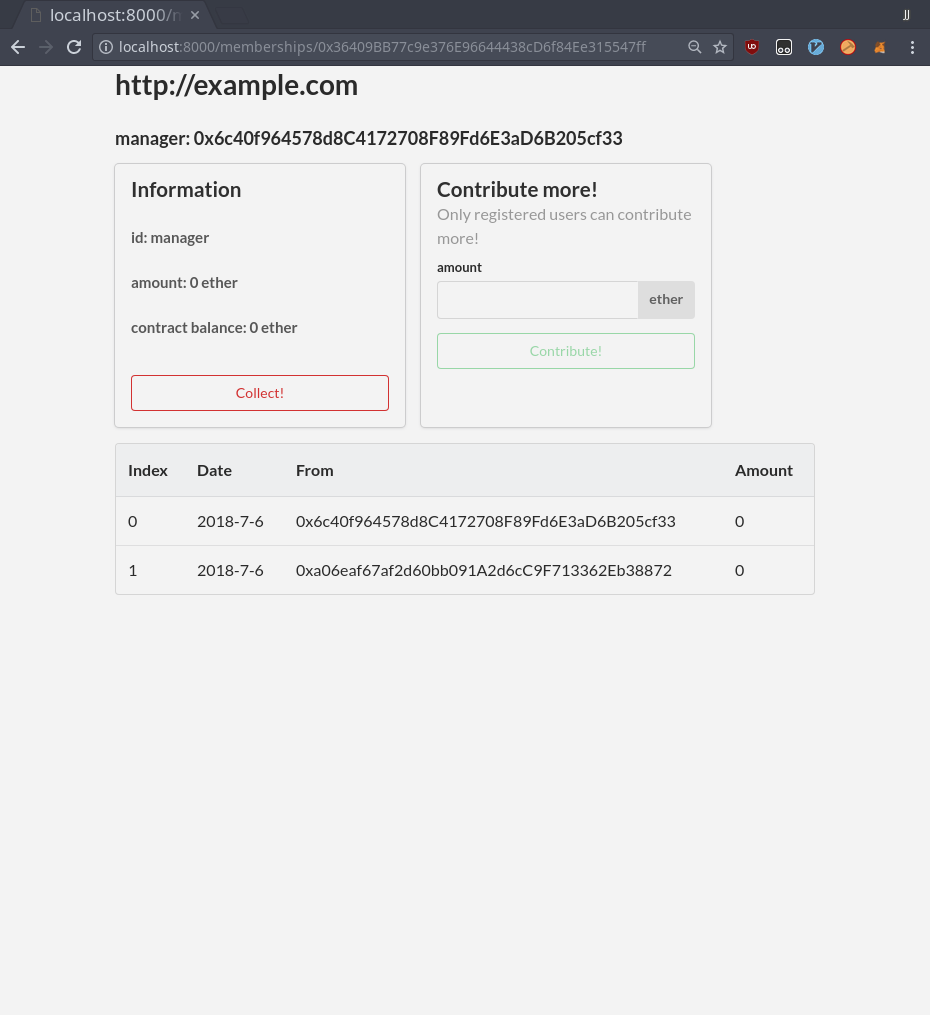 localhost:8000/
JJ
localhost:8000/memberships/0x36409BB77c9e376E96644438cD6f84Ee315547ff
http://example.com
manager: 0x6c40f964578d8C4172708F89Fd6E3aD6B205cf33
Information
id: manager
amount: 0 ether
contract balance: 0 ether
Collect!
Contribute more!
Only registered users can contribute
more!
amount
ether
Contribute!
Index Date From Amount
0 2018-7-6 0x6c40f964578d8C4172708F89Fd6E3aD6B205cf33 0
1 2018-7-6 0xa06eaf67af2d60bb091A2d6cC9F713362Eb38872 0